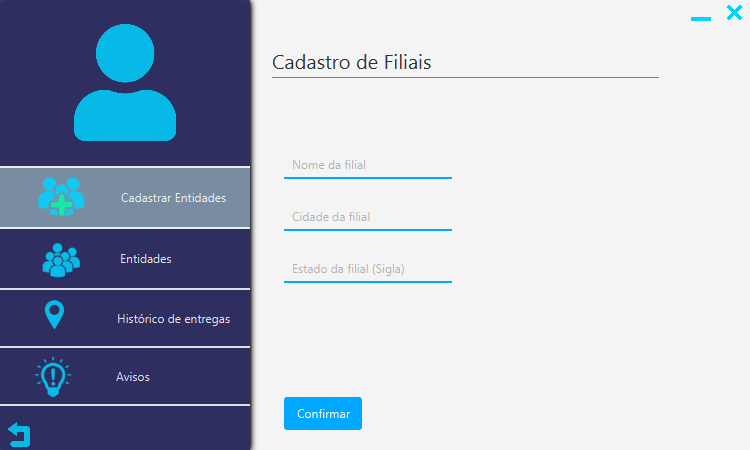 Cadastro de Filiais
Cadastrar Entidades
Entidades
Histórico de entregas
Avisos
Nome da filial
Cidade da filial
Estado da filial (Sigla)
Confirmar